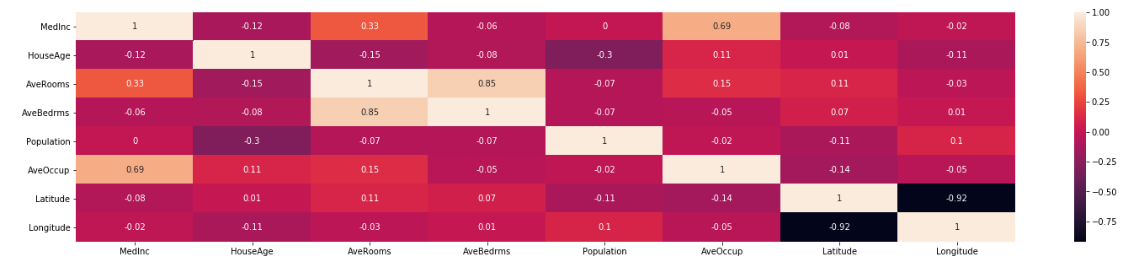 MedInc 1 -0.12 0.33 -0.06 0 0.69 -0.08 -0.02
HouseAge -0.12 1 -0.15 -0.08 -0.3 0.11 0.01 -0.11
AveRooms 0.33 -0.15 1 0.85 -0.07 0.15 0.11 -0.03
AveBedrms -0.06 -0.08 0.85 1 -0.07 -0.05 0.07 0.01
Population 0 -0.3 -0.07 -0.07 1 -0.02 -0.11 0.1
AveOccup 0.69 0.11 0.15 -0.05 -0.02 1 -0.14 -0.05
Latitude -0.08 0.01 0.11 0.07 -0.11 -0.14 1 -0.92
Longitude -0.02 -0.11 -0.03 0.01 0.1 -0.05 -0.92 1
MedInc HouseAge AveRooms AveBedrms Population AveOccup Latitude Longitude
1.00
0.75
0.50
0.25
0.00
-0.25
-0.50
-0.75